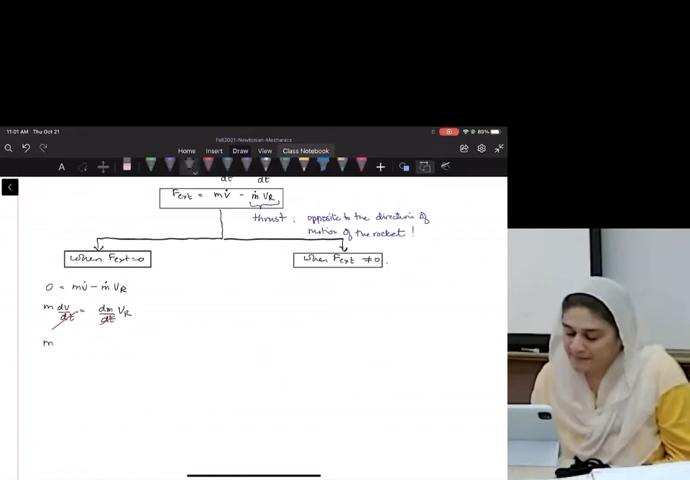 11:01 AM Thu Oct 21
89%
Fall2021-Newtonian-Mechanics
Home Insert Draw View Class Notebook
A
dt dt
Fext = mv̇ - ṁ VR
thrust: opposite to the direction of
motion of the rocket!
When Fext=0
When Fext ≠0.
0 = mv̇ - ṁ VR
m dv/dt = dm/dt VR
m